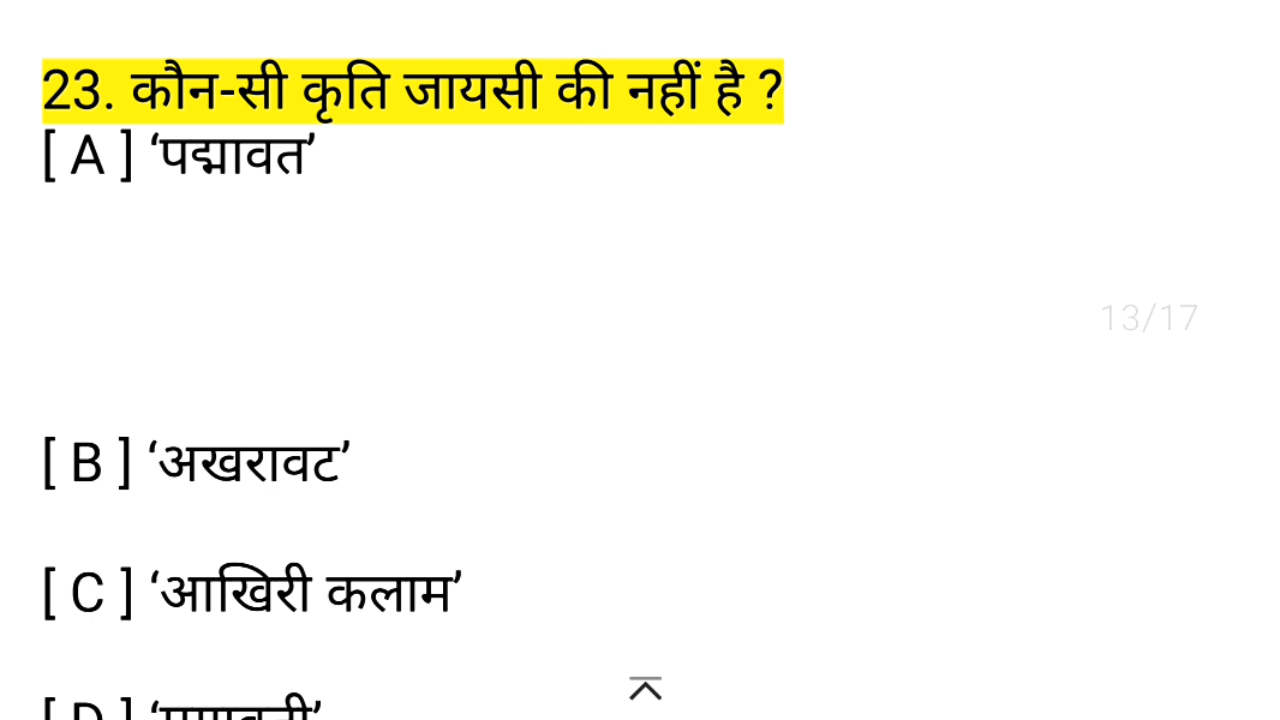 23. कौन-सी कृति जायसी की नहीं है ?
[ A ] ‘पद्मावत’
13/17
[ B ] ‘अखरावट’
[ C ] ‘आखिरी कलाम’
[ D ]